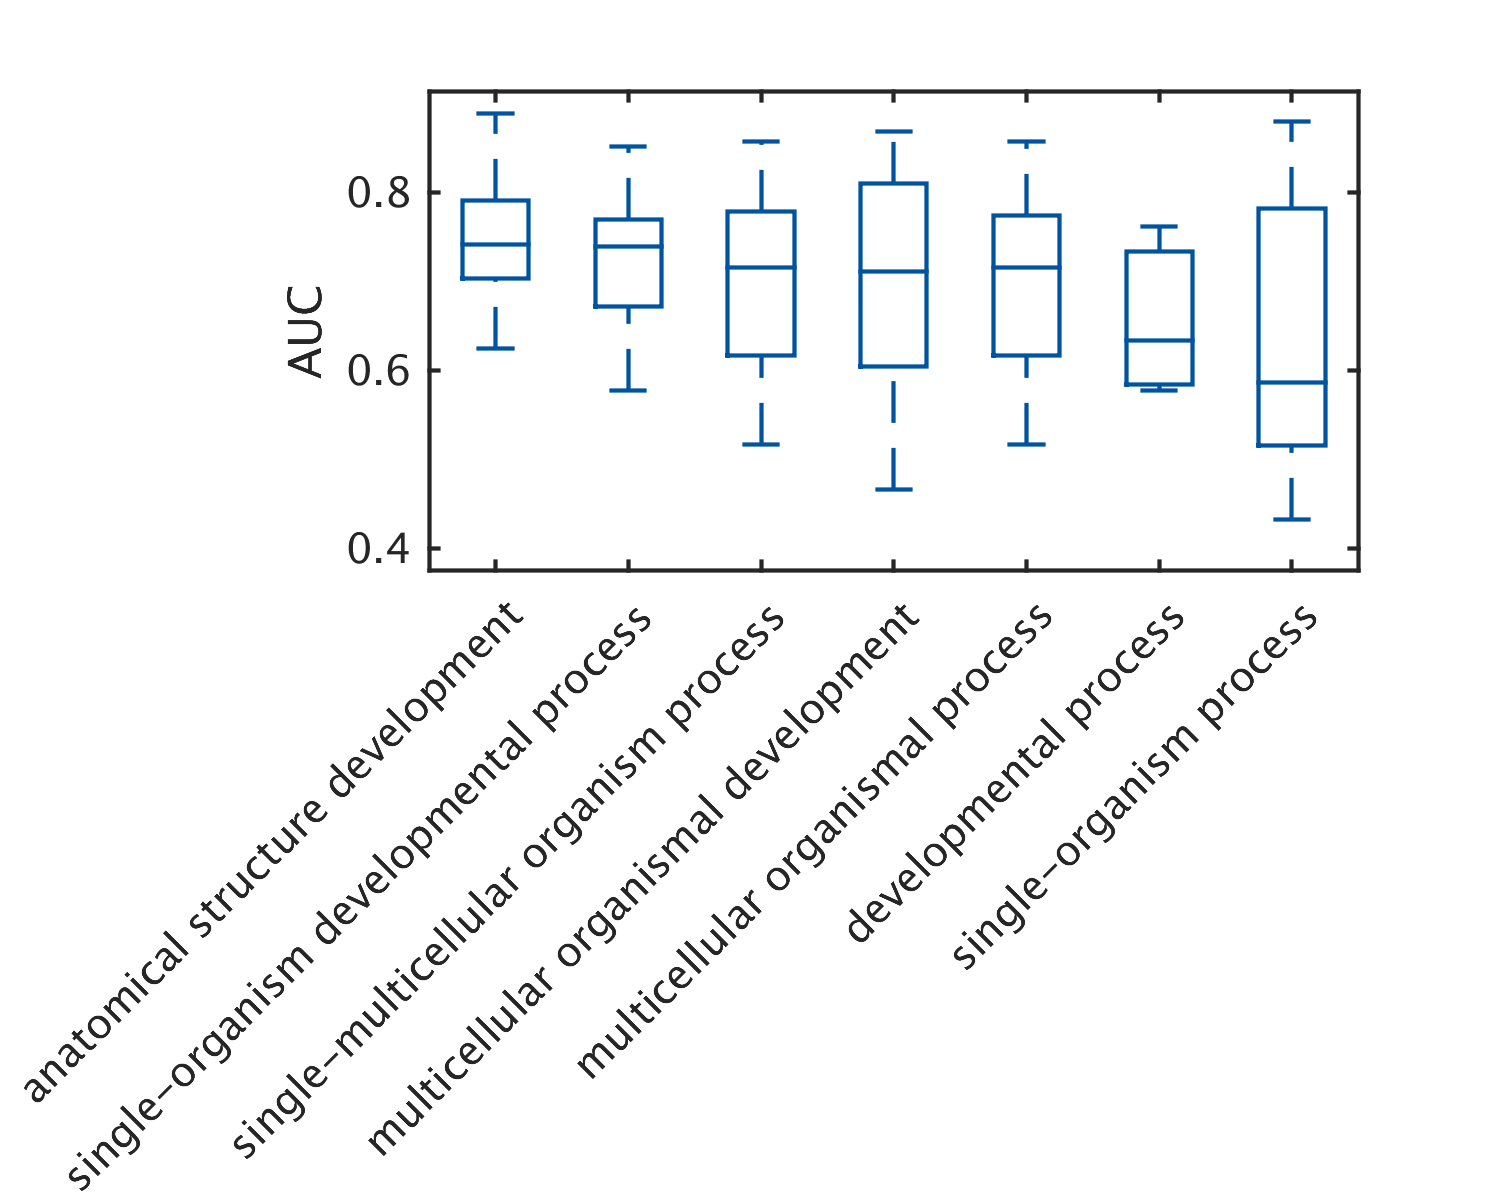 0.8
0.6
0.4
AUC
anatomical structure development
single−organism developmental process
single−multicellular organism process
multicellular organismal development
multicellular organismal process
developmental process
single−organism process